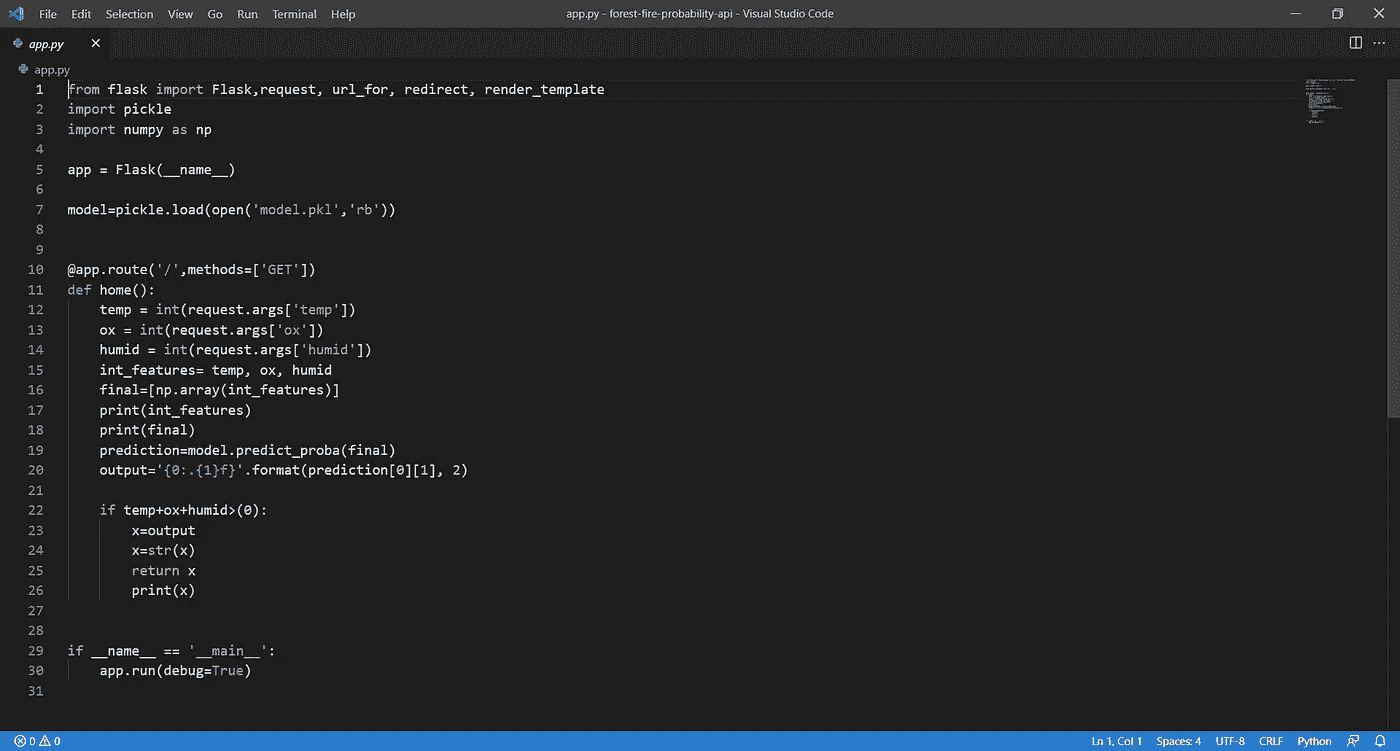 File Edit Selection View Go Run Terminal Help app.py - forest-fire-probability-api - Visual Studio Code
app.py
app.py
1 from flask import Flask,request, url_for, redirect, render_template
2 import pickle
3 import numpy as np
4
5 app = Flask(__name__)
6
7 model=pickle.load(open('model.pkl','rb'))
8
9
10 @app.route('/',methods=['GET'])
11 def home():
12     temp = int(request.args['temp'])
13     ox = int(request.args['ox'])
14     humid = int(request.args['humid'])
15     int_features= temp, ox, humid
16     final=[np.array(int_features)]
17     print(int_features)
18     print(final)
19     prediction=model.predict_proba(final)
20     output='{0:.{1}f}'.format(prediction[0][1], 2)
21
22     if temp+ox+humid>(0):
23         x=output
24         x=str(x)
25         return x
26         print(x)
27
28
29 if __name__ == '__main__':
30     app.run(debug=True)
31
0 0 Ln 1, Col 1 Spaces: 4 UTF-8 CRLF Python